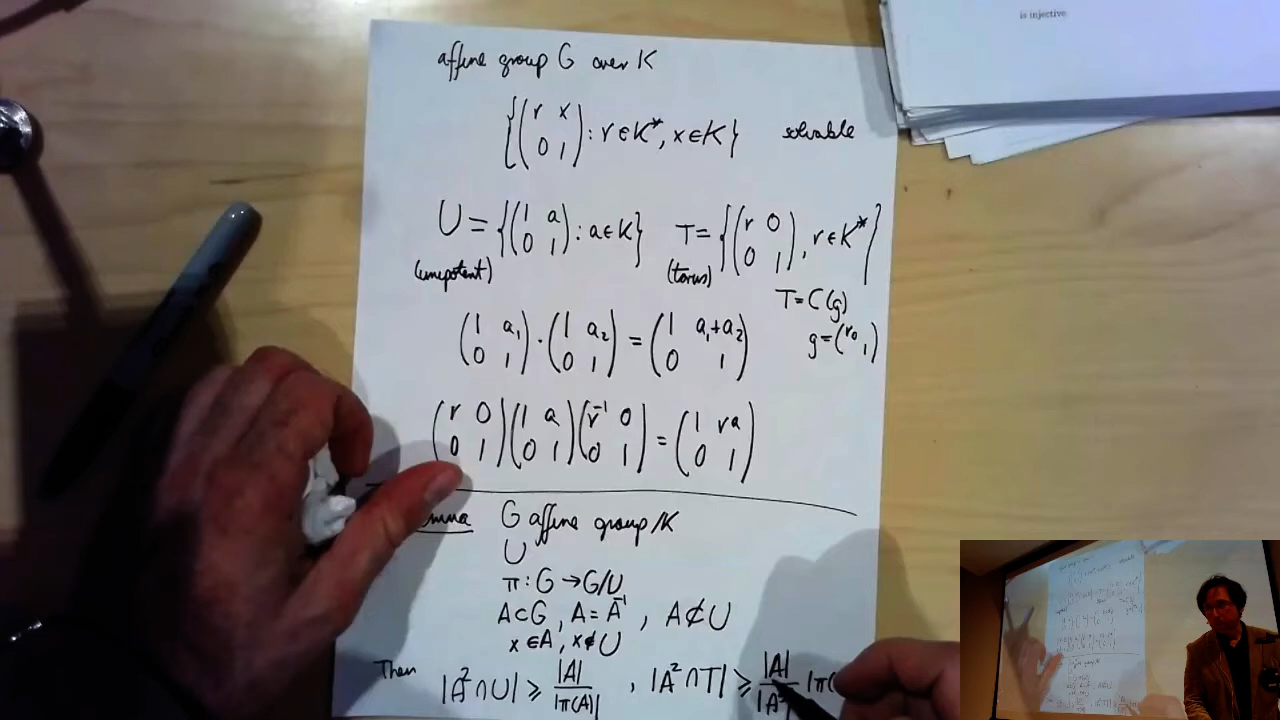 is injective
affine group G over K
{(r x 0 1) : r ∈ K*, x ∈ K} solvable
U = {(1 a 0 1) : a ∈ K} T = {(r 0 0 1), r ∈ K*}
(unipotent) (torus)
T = C(g)
g = (r₀ 1)
(1 a₁ 0 1) · (1 a₂ 0 1) = (1 a₁+a₂ 0 1)
(r 0 0 1)(1 a 0 1)(r⁻¹ 0 0 1) = (1 ra 0 1)
G affine group/K
U
π : G → G/U
A ⊂ G, A = A⁻¹, A ⊄ U
x ∈ A, x ∉ U
Then |A² ∩ U| ≥ |A| / |π(A)| , |A² ∩ T| ≥ |A|